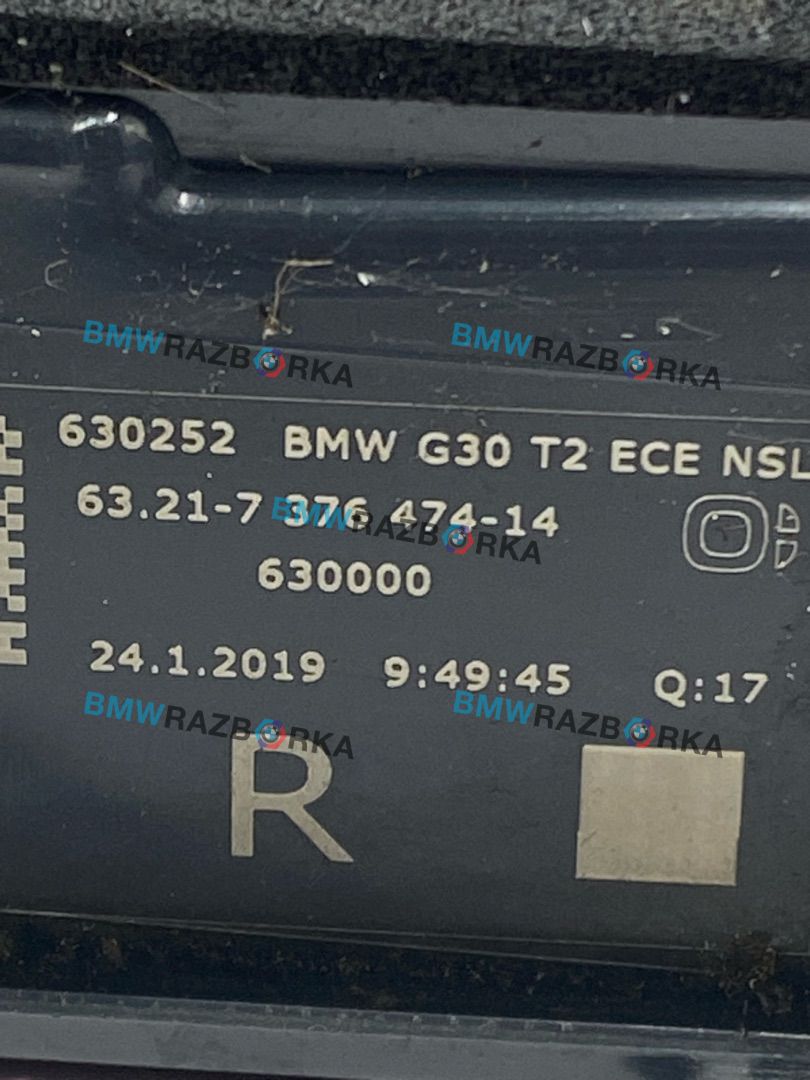 BMWRAZBORKA BMWRAZBORKA
630252 BMW G30 T2 ECE NSL
63.21-7 376 474-14
BMWRAZBORKA
630000
24.1.2019 9:49:45 Q:17
BMWRAZBORKA BMWRAZBORKA
R